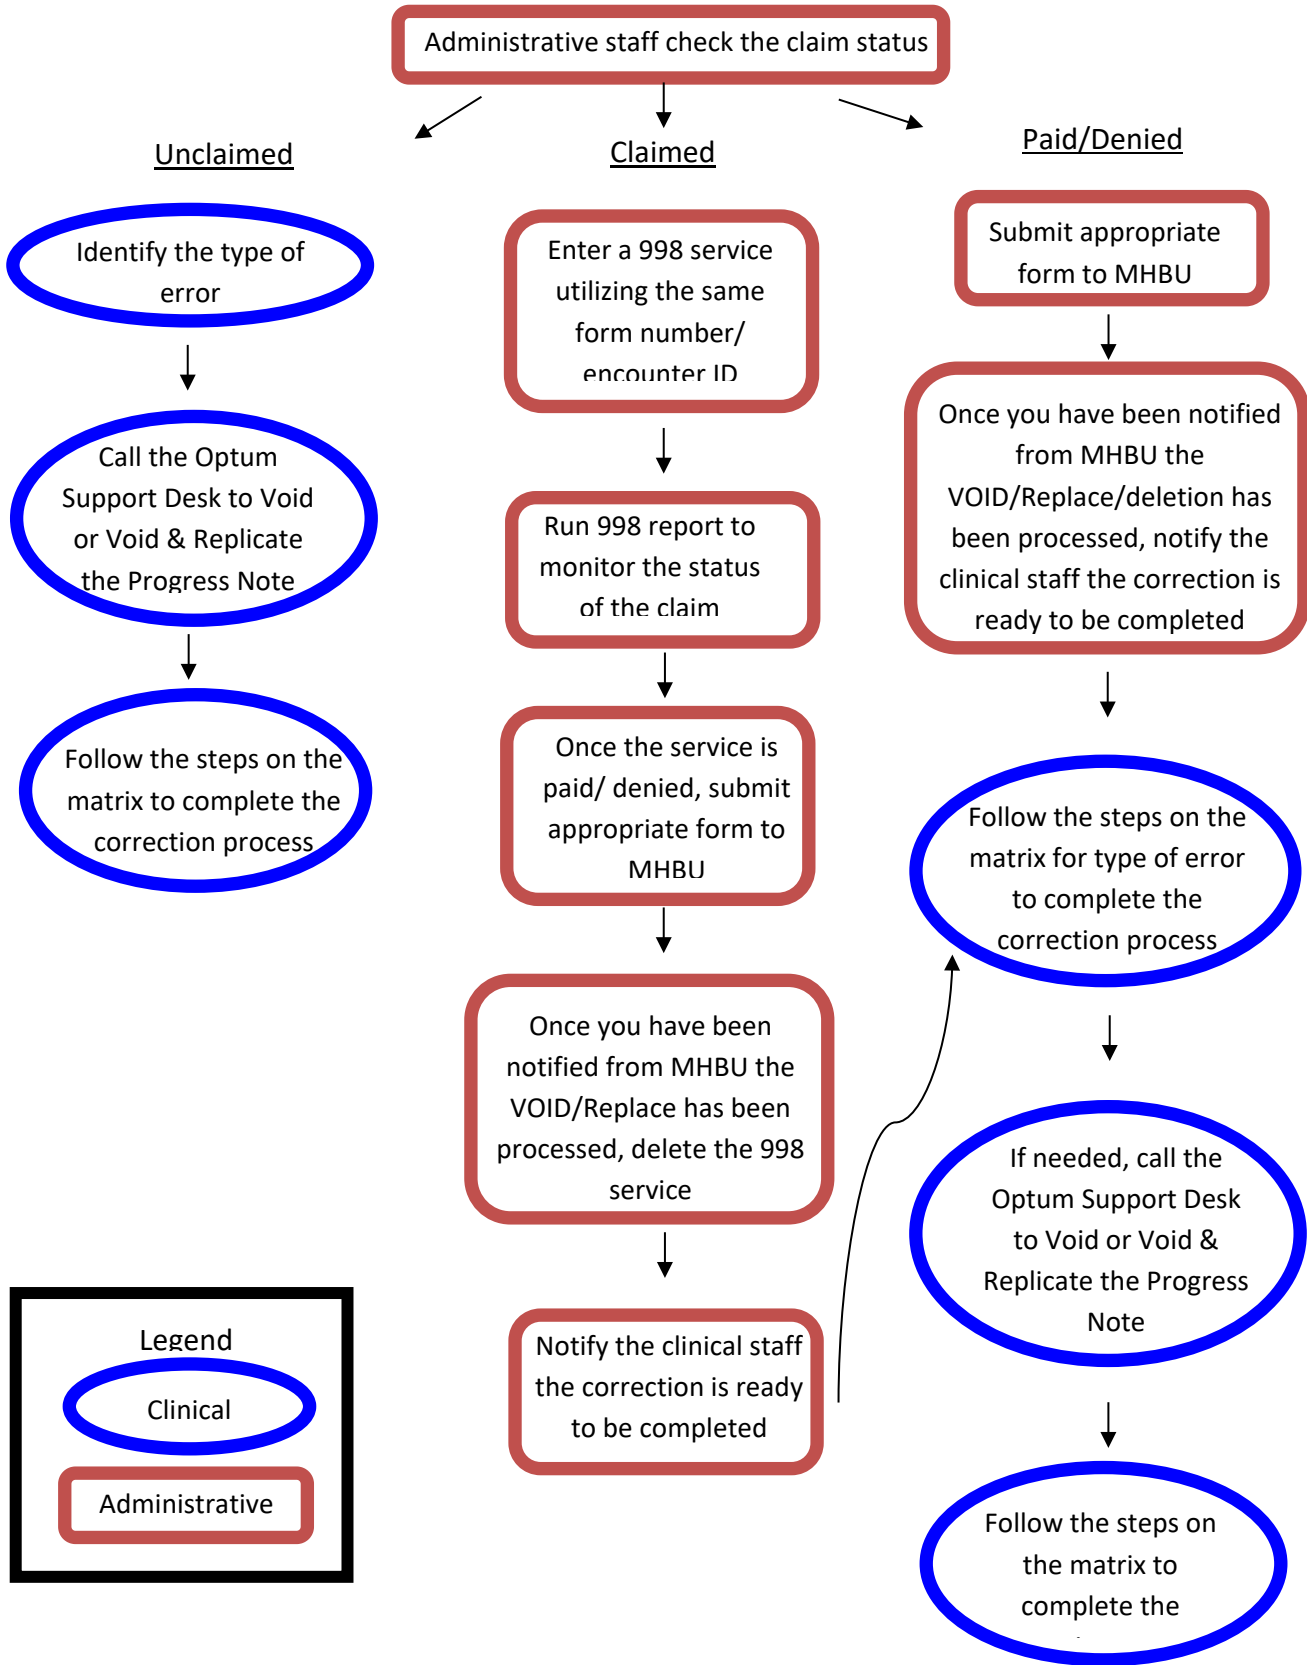 Administrative staff check the claim status
Unclaimed
Identify the type of
error
Call the Optum
Support Desk to Void
or Void & Replicate
the Progress Note
Follow the steps on the
matrix to complete the
correction process
Claimed
Enter a 998 service
utilizing the same
form number/
encounter ID
Run 998 report to
monitor the status
of the claim
Once the service is
paid/ denied, submit
appropriate form to
MHBU
Once you have been
notified from MHBU the
VOID/Replace has been
processed, delete the 998
service
Notify the clinical staff
the correction is ready
to be completed
Paid/Denied
Submit appropriate
form to MHBU
Once you have been notified
from MHBU the
VOID/Replace/deletion has
been processed, notify the
clinical staff the correction is
ready to be completed
Follow the steps on the
matrix for type of error
to complete the
correction process
If needed, call the
Optum Support Desk
to Void or Void &
Replicate the Progress
Note
Follow the steps on
the matrix to
complete the
Legend
Clinical
Administrative